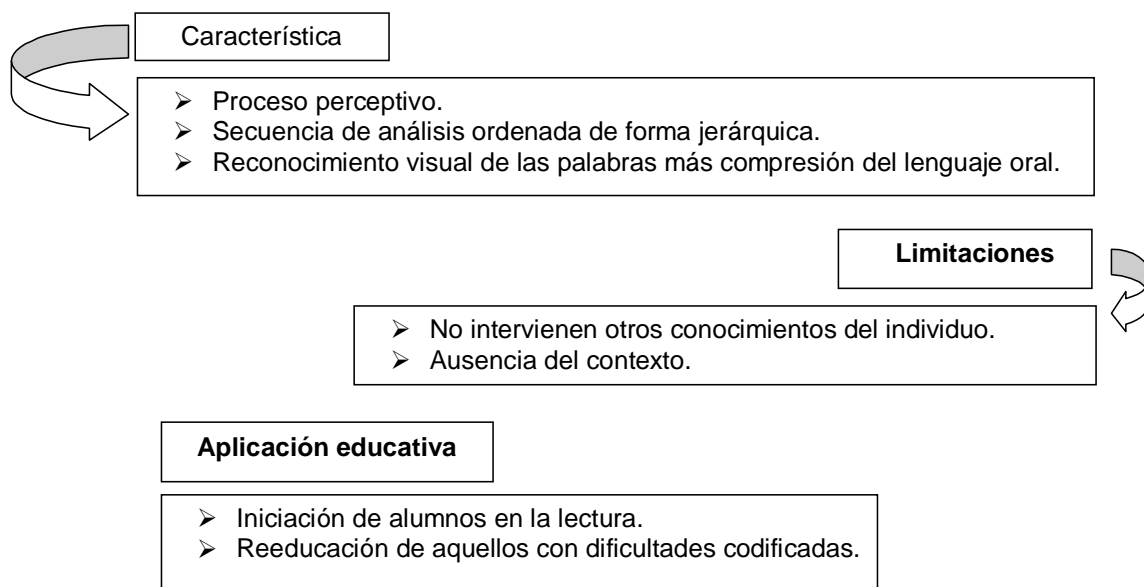 Característica
➢ Proceso perceptivo.
➢ Secuencia de análisis ordenada de forma jerárquica.
➢ Reconocimiento visual de las palabras más compresión del lenguaje oral.
Limitaciones
➢ No intervienen otros conocimientos del individuo.
➢ Ausencia del contexto.
Aplicación educativa
➢ Iniciación de alumnos en la lectura.
➢ Reeducación de aquellos con dificultades codificadas.